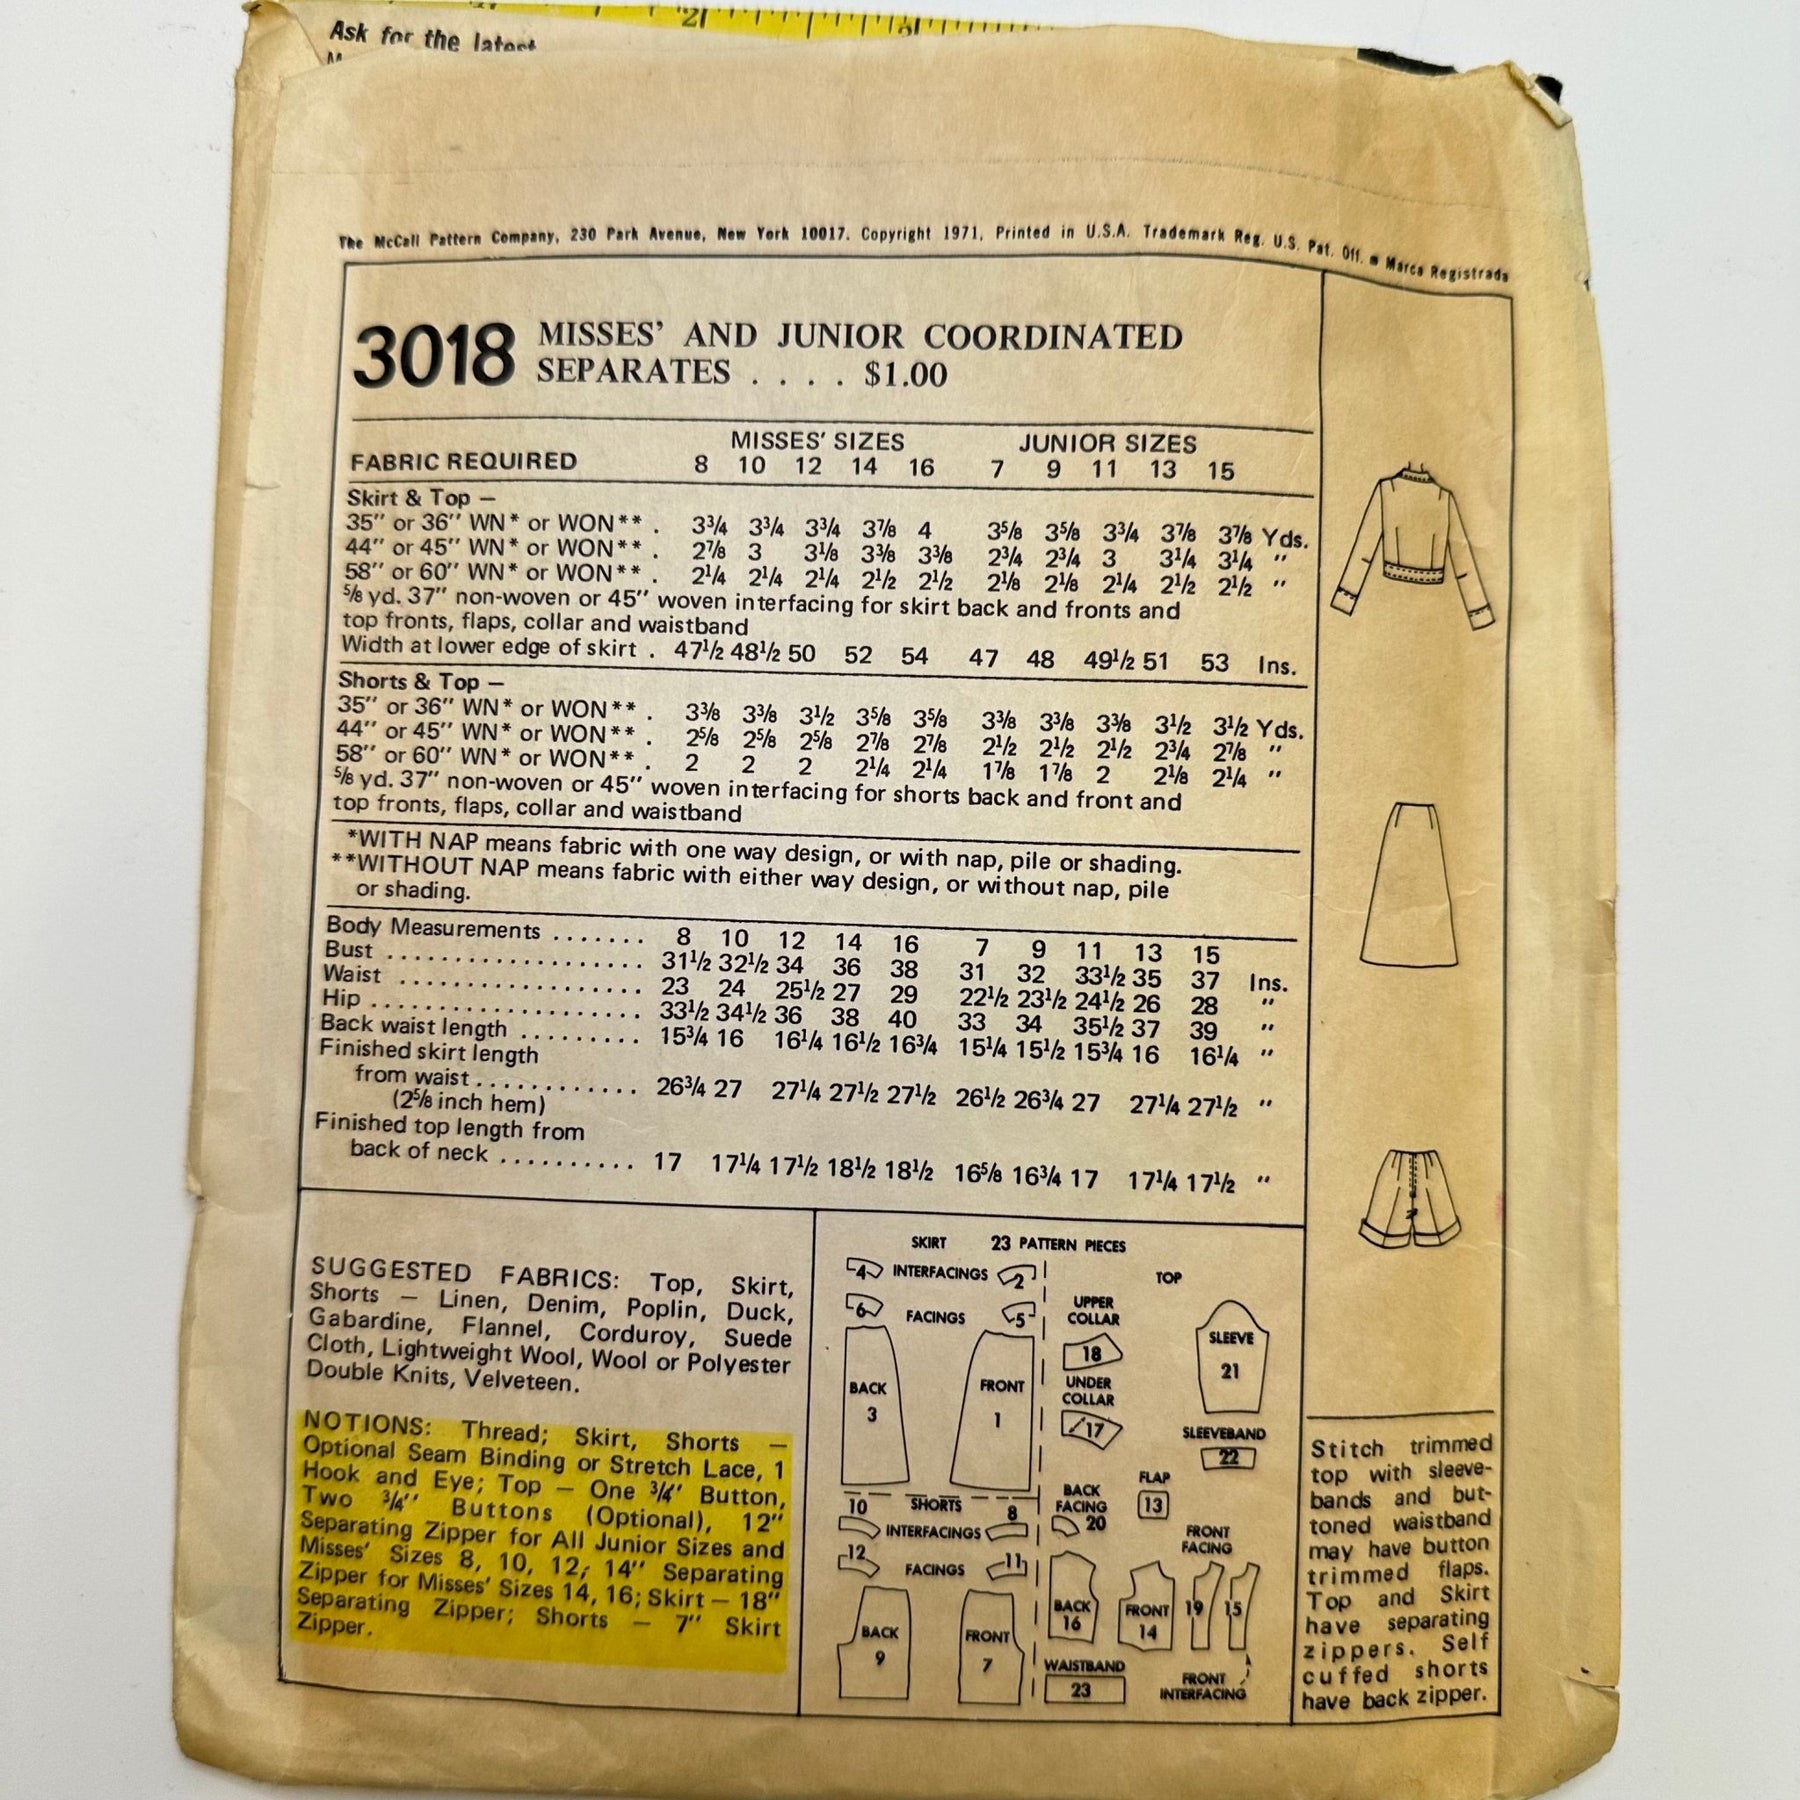 Ask for the latest
The McCall Pattern Company, 230 Park Avenue, New York 10017. Copyright 1971, Printed in U.S.A. Trademark Reg. U.S. Pat. Off. ■ Marca Registrada
3018 MISSES' AND JUNIOR COORDINATED
SEPARATES . . . . $1.00
MISSES' SIZES JUNIOR SIZES
FABRIC REQUIRED 8 10 12 14 16 7 9 11 13 15
Skirt & Top —
35" or 36" WN* or WON** . 3¾ 3¾ 3¾ 3⅞ 4 3⅝ 3⅝ 3¾ 3⅞ 3⅞ Yds.
44" or 45" WN* or WON** . 2⅞ 3 3⅛ 3⅜ 3⅜ 2¾ 2¾ 3 3¼ 3¼ "
58" or 60" WN* or WON** . 2¼ 2¼ 2¼ 2½ 2½ 2⅛ 2⅛ 2¼ 2½ 2½ "
⅝ yd. 37" non-woven or 45" woven interfacing for skirt back and fronts and
top fronts, flaps, collar and waistband
Width at lower edge of skirt . 47½ 48½ 50 52 54 47 48 49½ 51 53 Ins.
Shorts & Top —
35" or 36" WN* or WON** . 3⅜ 3⅜ 3½ 3⅝ 3⅝ 3⅜ 3⅜ 3⅜ 3½ 3½ Yds.
44" or 45" WN* or WON** . 2⅝ 2⅝ 2⅝ 2⅞ 2⅞ 2½ 2½ 2½ 2¾ 2⅞ "
58" or 60" WN* or WON** . 2 2 2 2¼ 2¼ 1⅞ 1⅞ 2 2⅛ 2¼ "
⅝ yd. 37" non-woven or 45" woven interfacing for shorts back and front and
top fronts, flaps, collar and waistband
*WITH NAP means fabric with one way design, or with nap, pile or shading.
**WITHOUT NAP means fabric with either way design, or without nap, pile
or shading.
Body Measurements ....... 8 10 12 14 16 7 9 11 13 15
Bust .................... 31½ 32½ 34 36 38 31 32 33½ 35 37 Ins.
Waist ................... 23 24 25½ 27 29 22½ 23½ 24½ 26 28 "
Hip ..................... 33½ 34½ 36 38 40 33 34 35½ 37 39 "
Back waist length ......... 15¾ 16 16¼ 16½ 16¾ 15¼ 15½ 15¾ 16 16¼ "
Finished skirt length
from waist ............ 26¾ 27 27¼ 27½ 27½ 26½ 26¾ 27 27¼ 27½ "
(2⅝ inch hem)
Finished top length from
back of neck .......... 17 17¼ 17½ 18½ 18½ 16⅝ 16¾ 17 17¼ 17½ "
SUGGESTED FABRICS: Top, Skirt,
Shorts — Linen, Denim, Poplin, Duck,
Gabardine, Flannel, Corduroy, Suede
Cloth, Lightweight Wool, Wool or Polyester
Double Knits, Velveteen.
NOTIONS: Thread; Skirt, Shorts —
Optional Seam Binding or Stretch Lace, 1
Hook and Eye; Top — One ¾" Button,
Two ¾" Buttons (Optional), 12"
Separating Zipper for All Junior Sizes and
Misses' Sizes 8, 10, 12; 14" Separating
Zipper for Misses' Sizes 14, 16; Skirt — 18"
Separating Zipper; Shorts — 7" Skirt
Zipper.
SKIRT 23 PATTERN PIECES
4 INTERFACINGS 2
6 FACINGS 5
BACK
3
FRONT
1
10 SHORTS 8
INTERFACINGS
12 FACINGS 11
BACK
9
FRONT
7
TOP
UPPER
COLLAR
18
UNDER
COLLAR
17
SLEEVE
21
SLEEVEBAND
22
FLAP
13
BACK
FACING
20
FRONT
FACING
BACK
16
FRONT
14
19 15
WAISTBAND
23
FRONT
INTERFACING
Stitch trimmed
top with sleeve-
bands and but-
toned waistband
may have button
trimmed flaps.
Top and Skirt
have separating
zippers. Self
cuffed shorts
have back zipper.